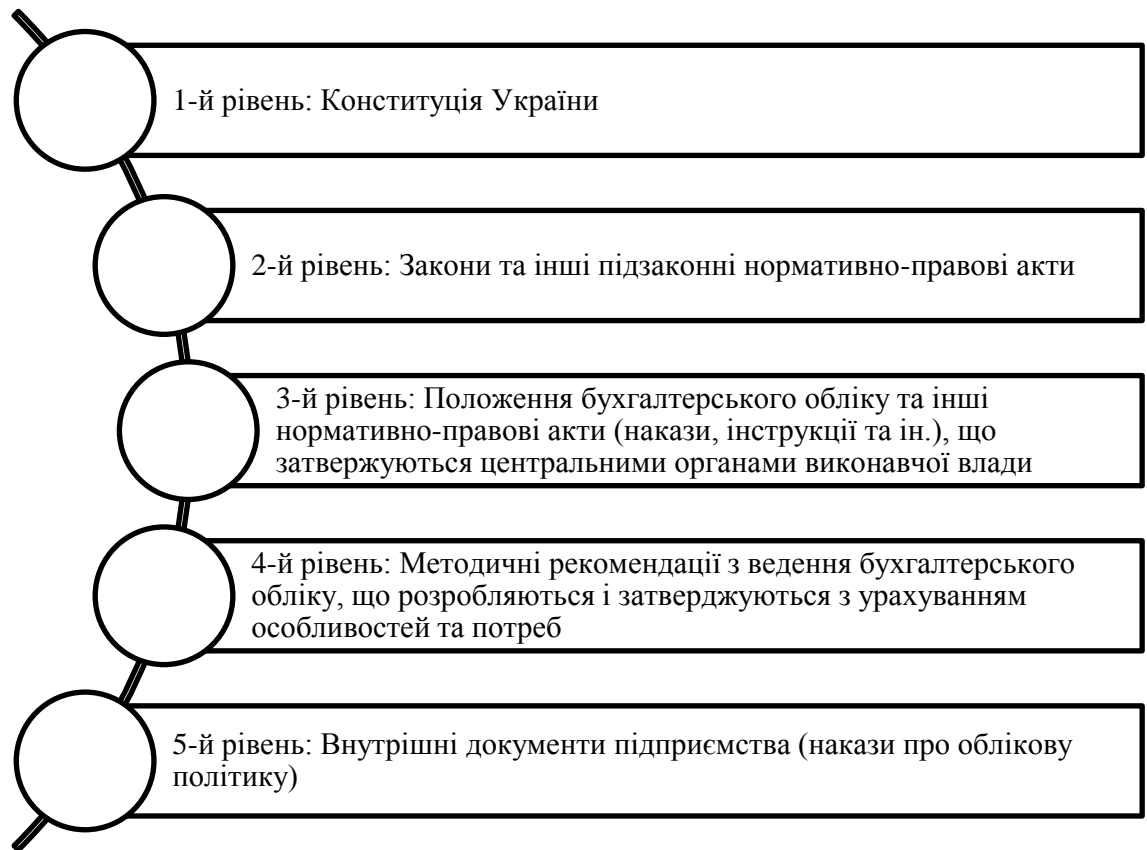 1-й рівень: Конституція України
2-й рівень: Закони та інші підзаконні нормативно-правові акти
3-й рівень: Положення бухгалтерського обліку та інші
нормативно-правові акти (накази, інструкції та ін.), що
затвержуються центральними органами виконавчої влади
4-й рівень: Методичні рекомендації з ведення бухгалтерського
обліку, що розробляються і затверджуються з урахуванням
особливостей та потреб
5-й рівень: Внутрішні документи підприємства (накази про облікову
політику)